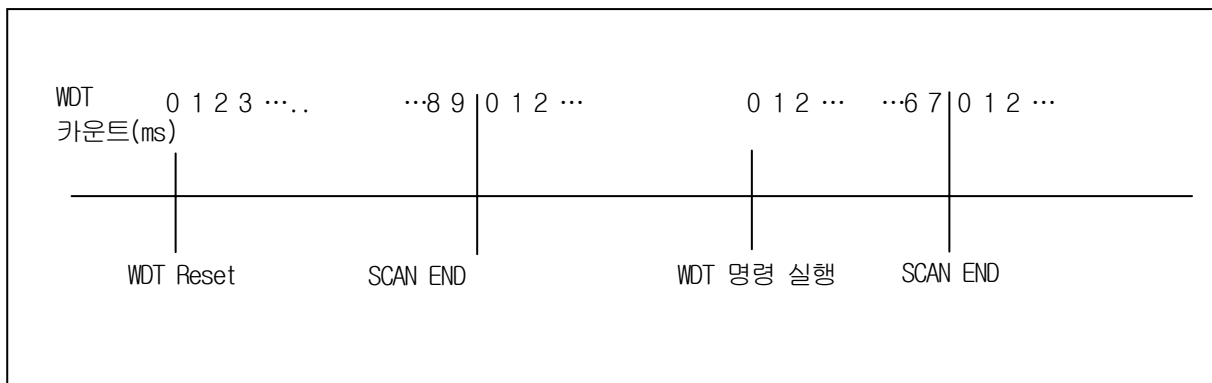 WDT 0 1 2 3 ….. …8 9 0 1 2 … 0 1 2 … …6 7 0 1 2 …
카운트(ms)
WDT Reset SCAN END WDT 명령 실행 SCAN END